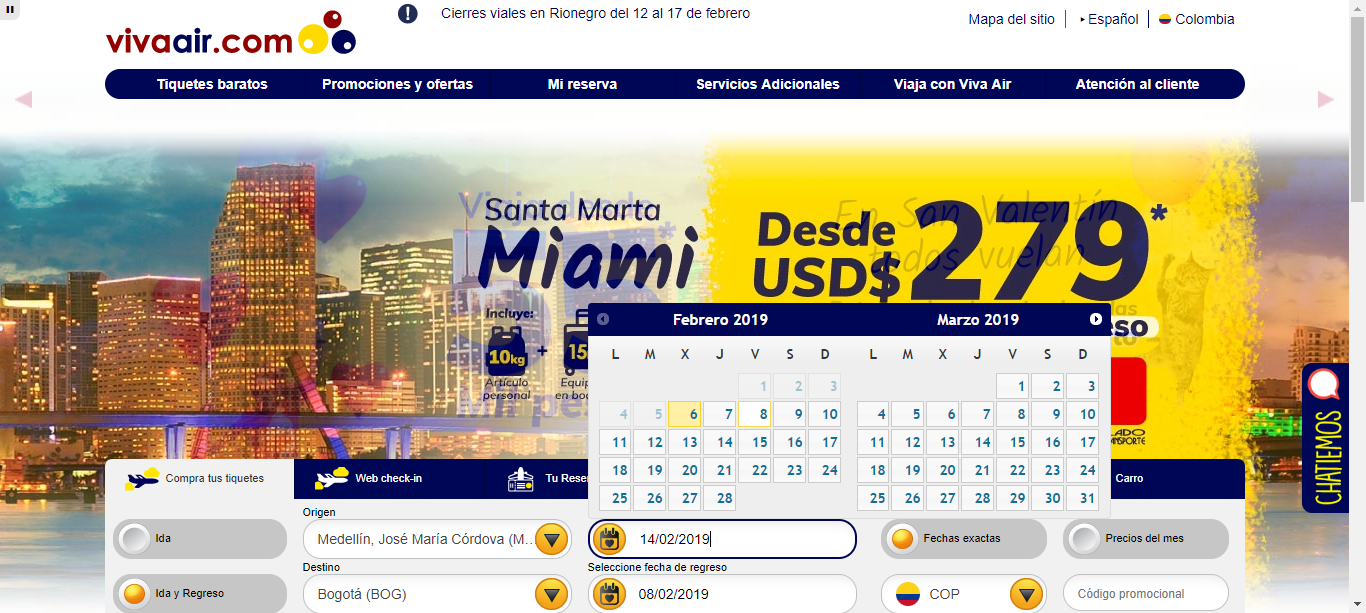 Cierres viales en Rionegro del 12 al 17 de febrero
Mapa del sitio
Español
Colombia
vivaair.com
Tiquetes baratos
Promociones y ofertas
Mi reserva
Servicios Adicionales
Viaja con Viva Air
Atención al cliente
Viaja desde
Santa Marta
Miami
Incluye:
10kg + 15
Artículo
personal
Equip
en bod
Desde
USD$ 279*
En San Valentín
todos vuelan
Febrero 2019
L M X J V S D
1 2 3
4 5 6 7 8 9 10
11 12 13 14 15 16 17
18 19 20 21 22 23 24
25 26 27 28
Marzo 2019
L M X J V S D
1 2 3
4 5 6 7 8 9 10
11 12 13 14 15 16 17
18 19 20 21 22 23 24
25 26 27 28 29 30 31
CHATIEMOS
Compra tus tiquetes
Web check-in
Tu Rese
Carro
Ida
Ida y Regreso
Origen
Medellín, José María Córdova (M...
Destino
Bogotá (BOG)
14/02/2019
Seleccione fecha de regreso
08/02/2019
Fechas exactas
Precios del mes
COP
Código promocional